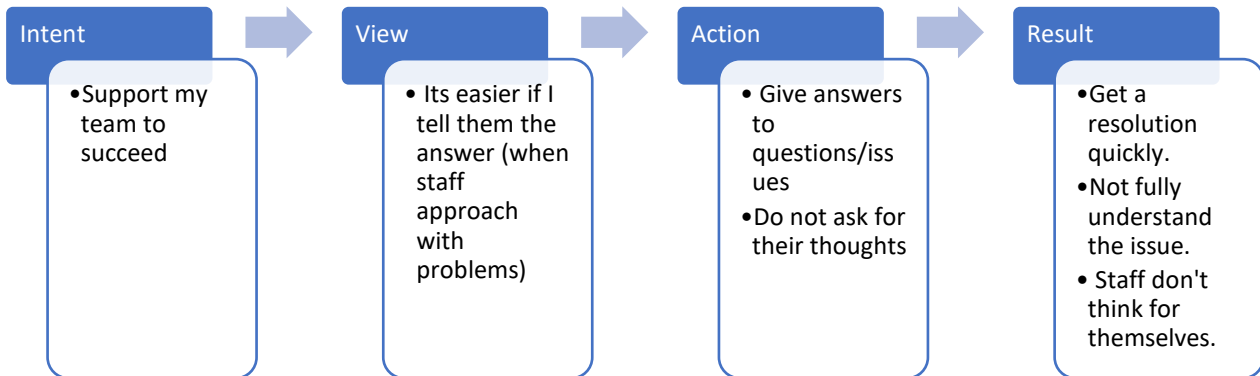 Intent
•Support my
team to
succeed
View
• Its easier if I
tell them the
answer (when
staff
approach
with
problems)
Action
• Give answers
to
questions/iss
ues
•Do not ask for
their thoughts
Result
•Get a
resolution
quickly.
•Not fully
understand
the issue.
• Staff don't
think for
themselves.